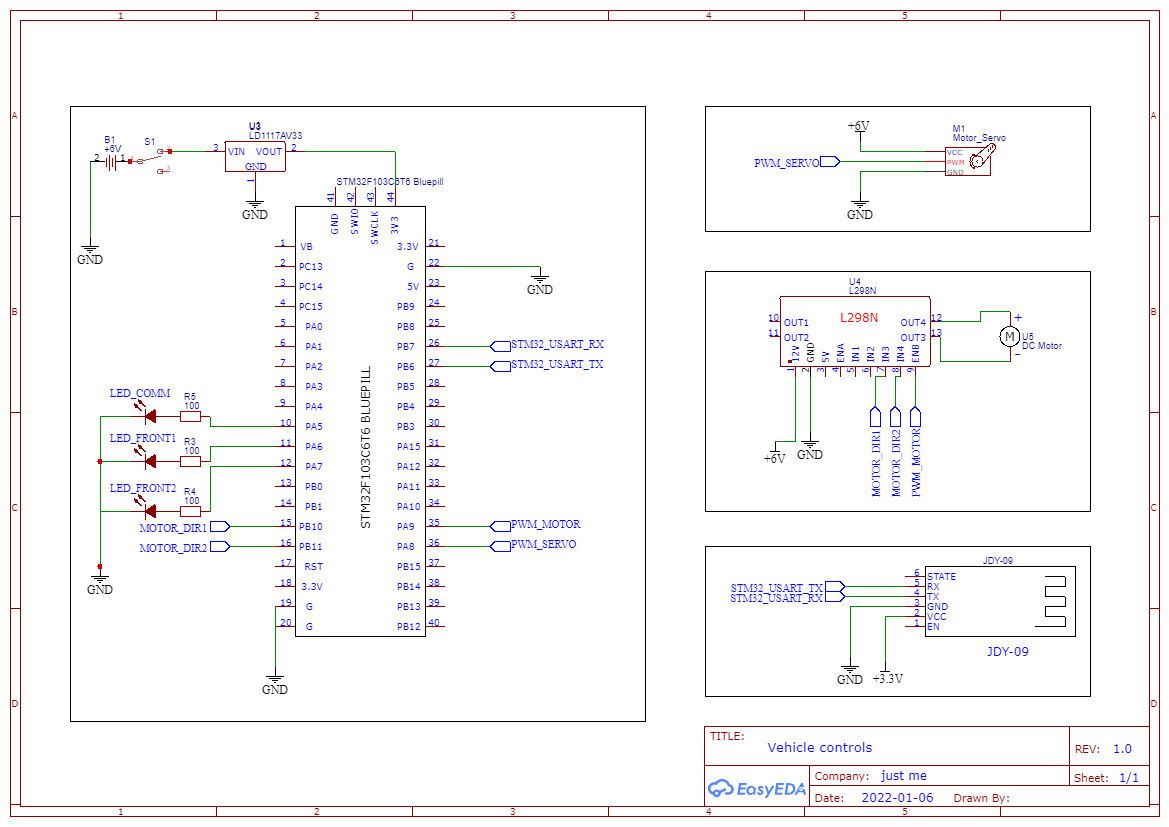 1 2 3 4 5
A
B
C
D
B1
+6V
2 1
S1
1
2
3
U3
LD1117AV33
3 VIN VOUT 2
GND
1
GND
GND
STM32F103C6T6 Bluepill
41 42 43 44
GND SWIO SWCLK 3V3
STM32F103C6T6 BLUEPILL
1 VB 3.3V 21
2 PC13 G 22
GND
3 PC14 5V 23
4 PC15 PB9 24
5 PA0 PB8 25
6 PA1 PB7 26 STM32_USART_RX
7 PA2 PB6 27 STM32_USART_TX
8 PA3 PB5 28
9 PA4 PB4 29
10 PA5 PB3 30
11 PA6 PA15 31
12 PA7 PA12 32
13 PB0 PA11 33
14 PB1 PA10 34
MOTOR_DIR1 15 PB10 PA9 35 PWM_MOTOR
MOTOR_DIR2 16 PB11 PA8 36 PWM_SERVO
17 RST PB15 37
18 3.3V PB14 38
19 G PB13 39
20 G PB12 40
LED_COMM
R5
100
LED_FRONT1
R3
100
LED_FRONT2
R4
100
GND
GND
+6V
M1
Motor_Servo
PWM_SERVO
VCC
PWM
GND
GND
U4
L298N
L298N
10 OUT1 OUT4 12
11 OUT2 OUT3 13
12V GND 5V ENA IN1 IN2 IN3 IN4 ENB
1 2 3 4 5 6 7 8 9
+
M
U5
DC Motor
-
+6V
GND
MOTOR_DIR1
MOTOR_DIR2
PWM_MOTOR
JDY-09
6 STATE
STM32_USART_TX 5 RX
STM32_USART_RX 4 TX
3 GND
2 VCC
1 EN
JDY-09
GND
+3.3V
TITLE:
Vehicle controls
REV: 1.0
EasyEDA
Company: just me
Sheet: 1/1
Date: 2022-01-06 Drawn By:
A
B
C
D
1 2 3 4 5